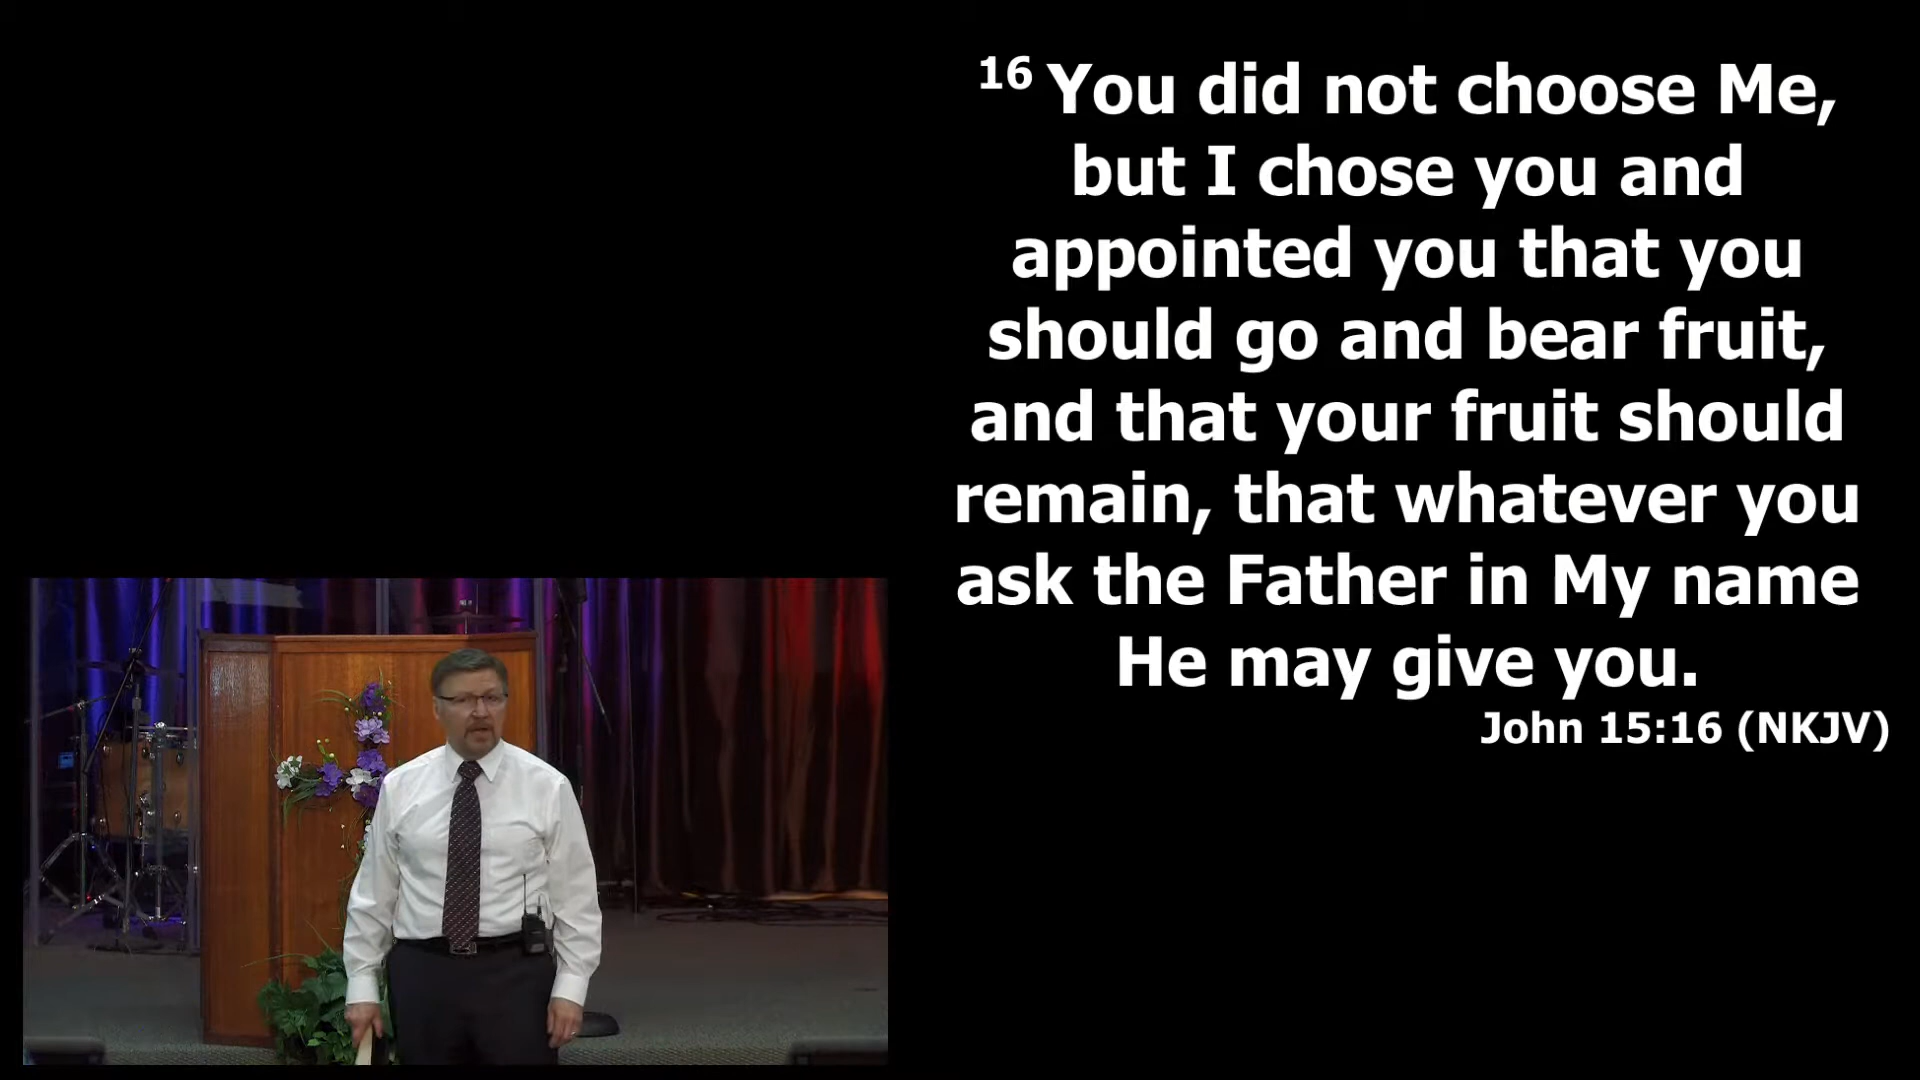 16 You did not choose Me,
but I chose you and
appointed you that you
should go and bear fruit,
and that your fruit should
remain, that whatever you
ask the Father in My name
He may give you.
John 15:16 (NKJV)